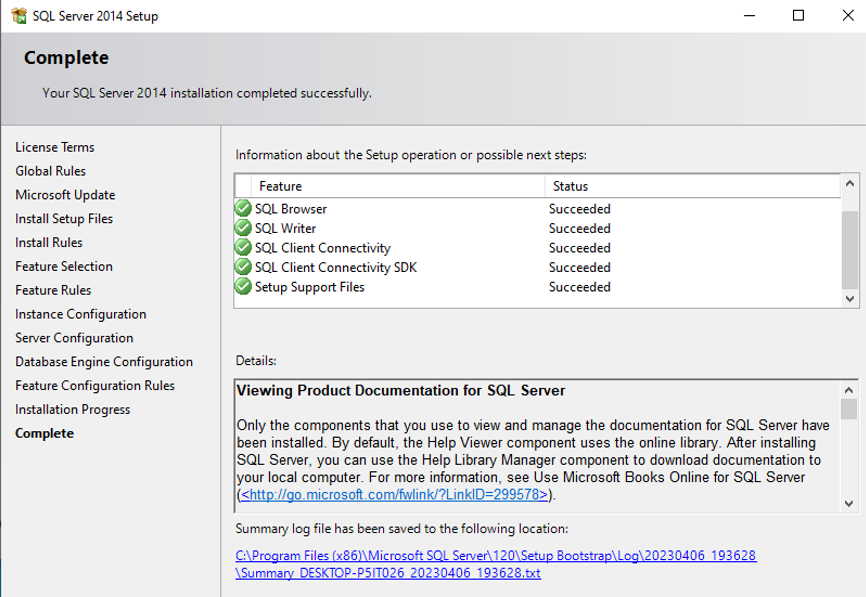 SQL Server 2014 Setup
Complete
Your SQL Server 2014 installation completed successfully.
License Terms
Global Rules
Microsoft Update
Install Setup Files
Install Rules
Feature Selection
Feature Rules
Instance Configuration
Server Configuration
Database Engine Configuration
Feature Configuration Rules
Installation Progress
Complete
Information about the Setup operation or possible next steps:
Feature Status
SQL Browser Succeeded
SQL Writer Succeeded
SQL Client Connectivity Succeeded
SQL Client Connectivity SDK Succeeded
Setup Support Files Succeeded
Details:
Viewing Product Documentation for SQL Server
Only the components that you use to view and manage the documentation for SQL Server have
been installed. By default, the Help Viewer component uses the online library. After installing
SQL Server, you can use the Help Library Manager component to download documentation to
your local computer. For more information, see Use Microsoft Books Online for SQL Server
(<http://go.microsoft.com/fwlink/?LinkID=299578>).
Summary log file has been saved to the following location:
C:\Program Files (x86)\Microsoft SQL Server\120\Setup Bootstrap\Log\20230406_193628
\Summary_DESKTOP-P5IT026_20230406_193628.txt